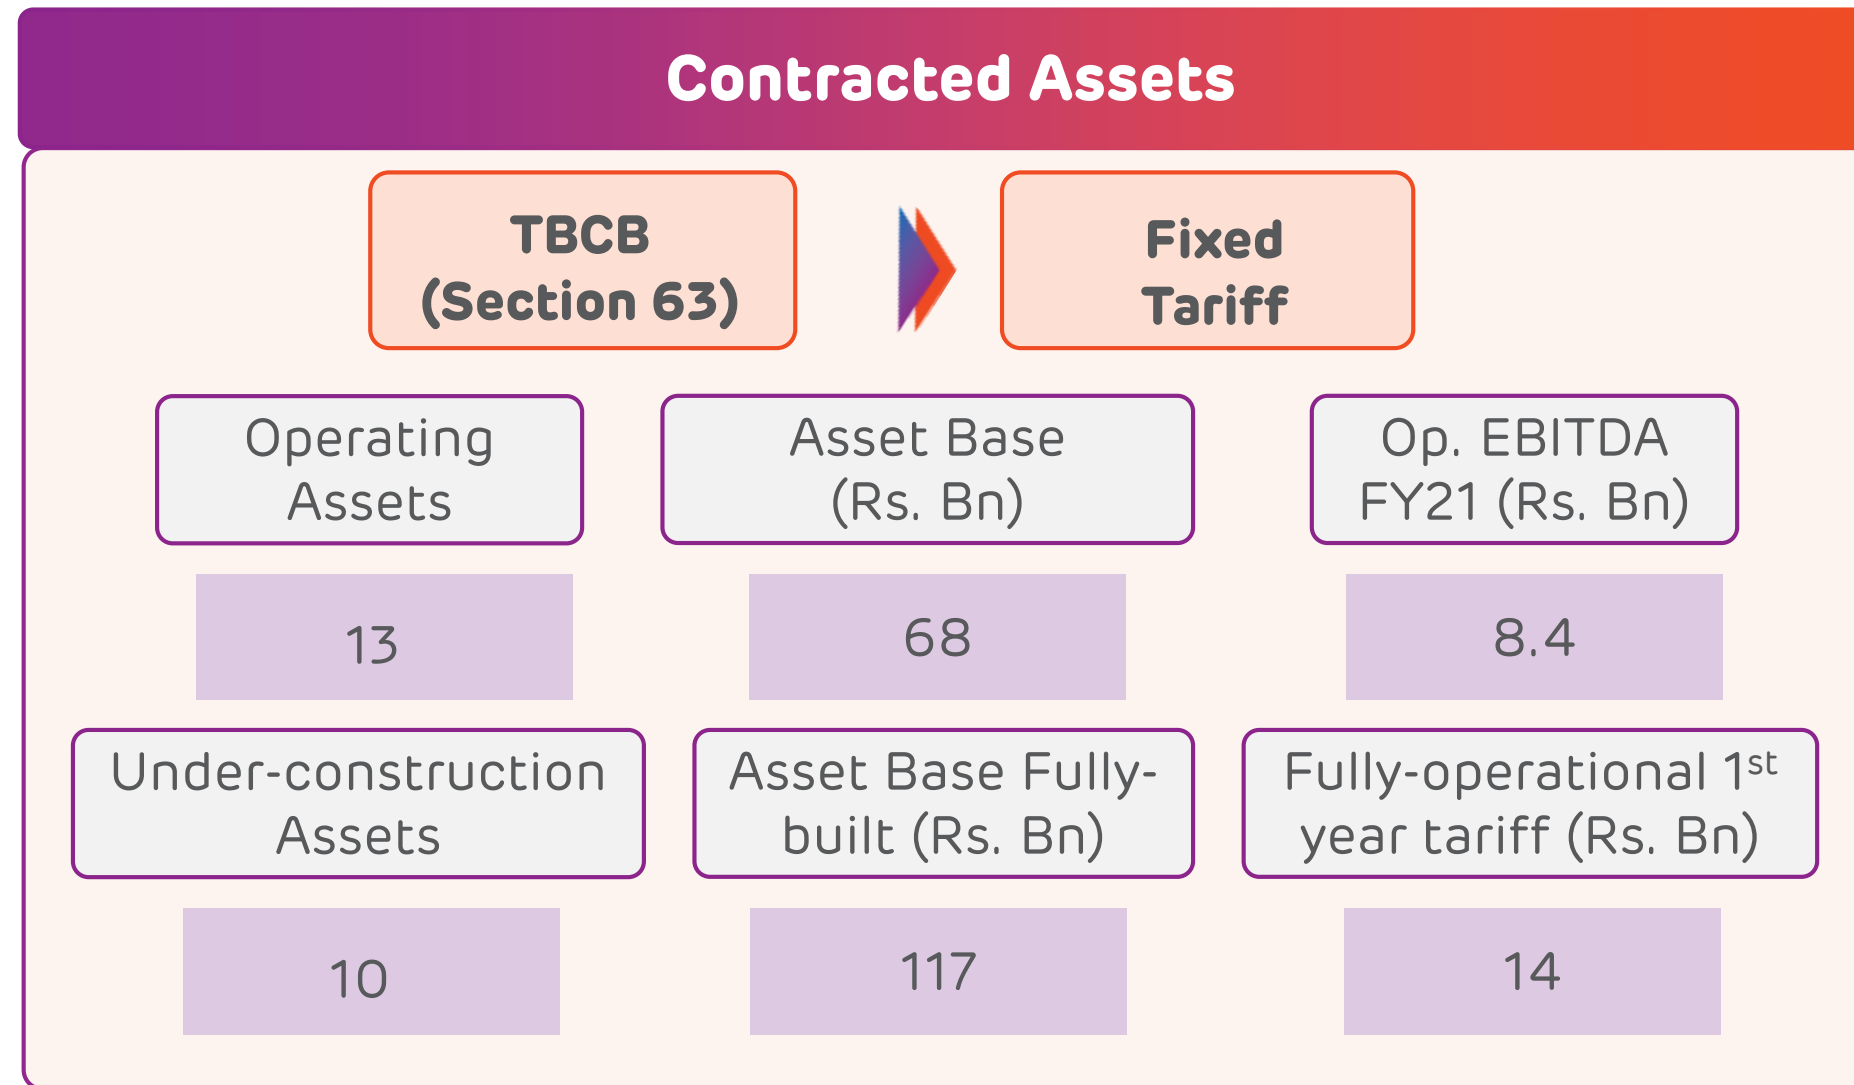 Contracted Assets
TBCB
(Section 63)
Fixed
Tariff
Operating
Assets
Asset Base
(Rs. Bn)
Op. EBITDA
FY21 (Rs. Bn)
13
68
8.4
Under-construction
Assets
Asset Base Fully-
built (Rs. Bn)
Fully-operational 1st
year tariff (Rs. Bn)
10
117
14